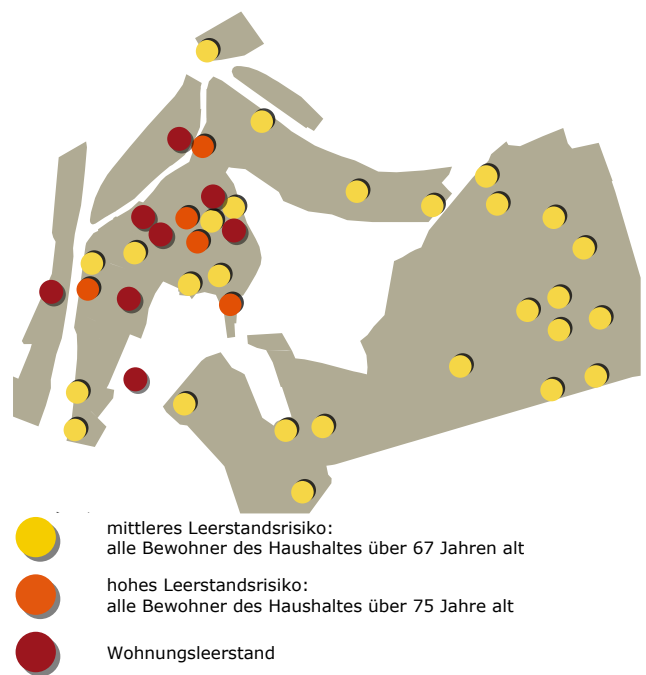 mittleres Leerstandsrisiko:
alle Bewohner des Haushaltes über 67 Jahren alt
hohes Leerstandsrisiko:
alle Bewohner des Haushaltes über 75 Jahre alt
Wohnungsleerstand